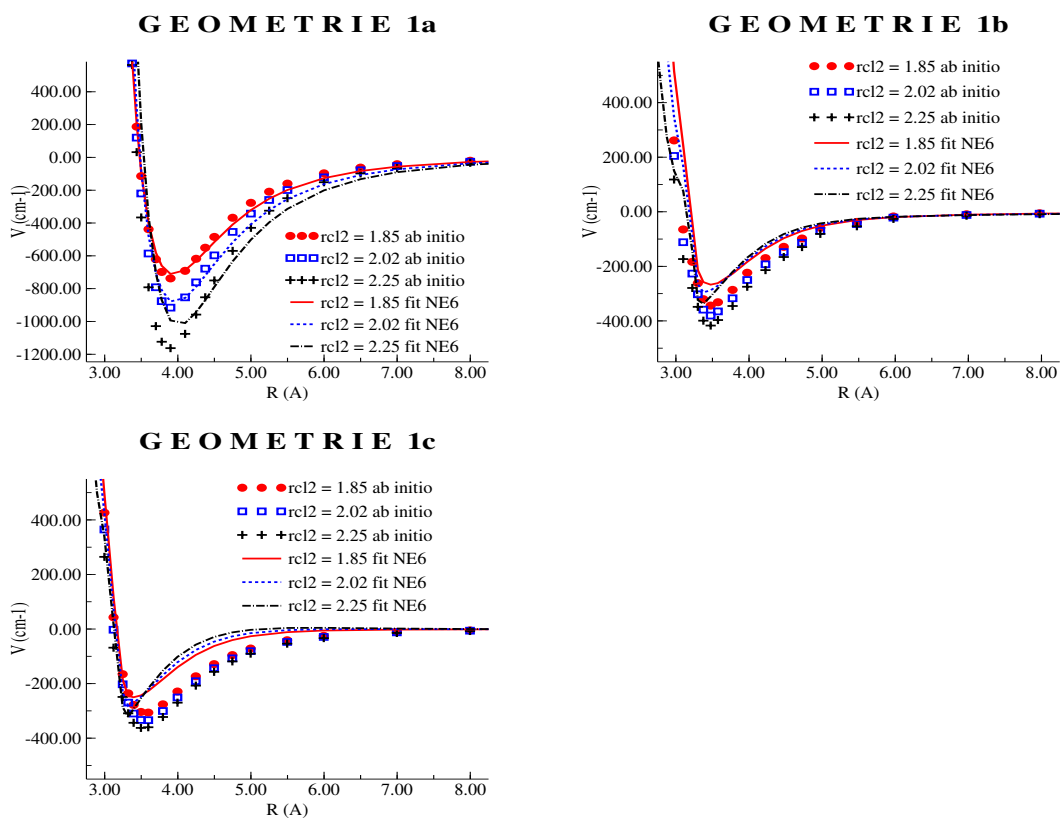 G E O M E T R I E 1a
400.00
200.00
0.00
-200.00
-400.00
-600.00
-800.00
-1000.00
-1200.00
V (cm-1)
rcl2 = 1.85 ab initio
rcl2 = 2.02 ab initio
rcl2 = 2.25 ab initio
rcl2 = 1.85 fit NE6
rcl2 = 2.02 fit NE6
rcl2 = 2.25 fit NE6
3.00 4.00 5.00 6.00 7.00 8.00
R (A)
G E O M E T R I E 1b
400.00
200.00
0.00
-200.00
-400.00
V (cm-1)
rcl2 = 1.85 ab initio
rcl2 = 2.02 ab initio
rcl2 = 2.25 ab initio
rcl2 = 1.85 fit NE6
rcl2 = 2.02 fit NE6
rcl2 = 2.25 fit NE6
3.00 4.00 5.00 6.00 7.00 8.00
R (A)
G E O M E T R I E 1c
400.00
200.00
0.00
-200.00
-400.00
V (cm-1)
rcl2 = 1.85 ab initio
rcl2 = 2.02 ab initio
rcl2 = 2.25 ab initio
rcl2 = 1.85 fit NE6
rcl2 = 2.02 fit NE6
rcl2 = 2.25 fit NE6
3.00 4.00 5.00 6.00 7.00 8.00
R (A)